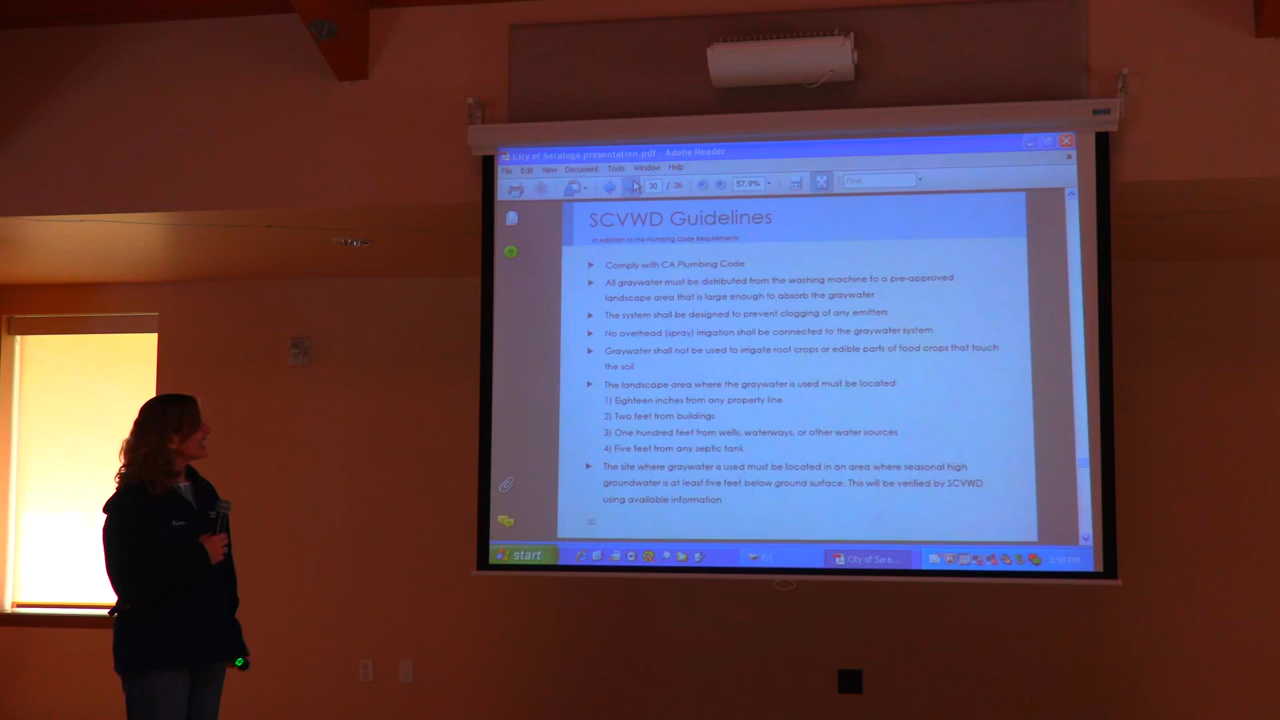 City of Saratoga presentation.pdf - Adobe Reader
File Edit View Document Tools Window Help
30 / 36 57.9% Find
SCVWD Guidelines
In Addition to the Plumbing Code Requirements
Comply with CA Plumbing Code
All graywater must be distributed from the washing machine to a pre-approved
landscape area that is large enough to absorb the graywater
The system shall be designed to prevent clogging of any emitters
No overhead (spray) irrigation shall be connected to the graywater system
Graywater shall not be used to irrigate root crops or edible parts of food crops that touch
the soil
The landscape area where the graywater is used must be located:
1) Eighteen inches from any property line
2) Two feet from buildings
3) One hundred feet from wells, waterways, or other water sources
4) Five feet from any septic tank
The site where graywater is used must be located in an area where seasonal high
groundwater is at least five feet below ground surface. This will be verified by SCVWD
using available information
30
start City of Sara...